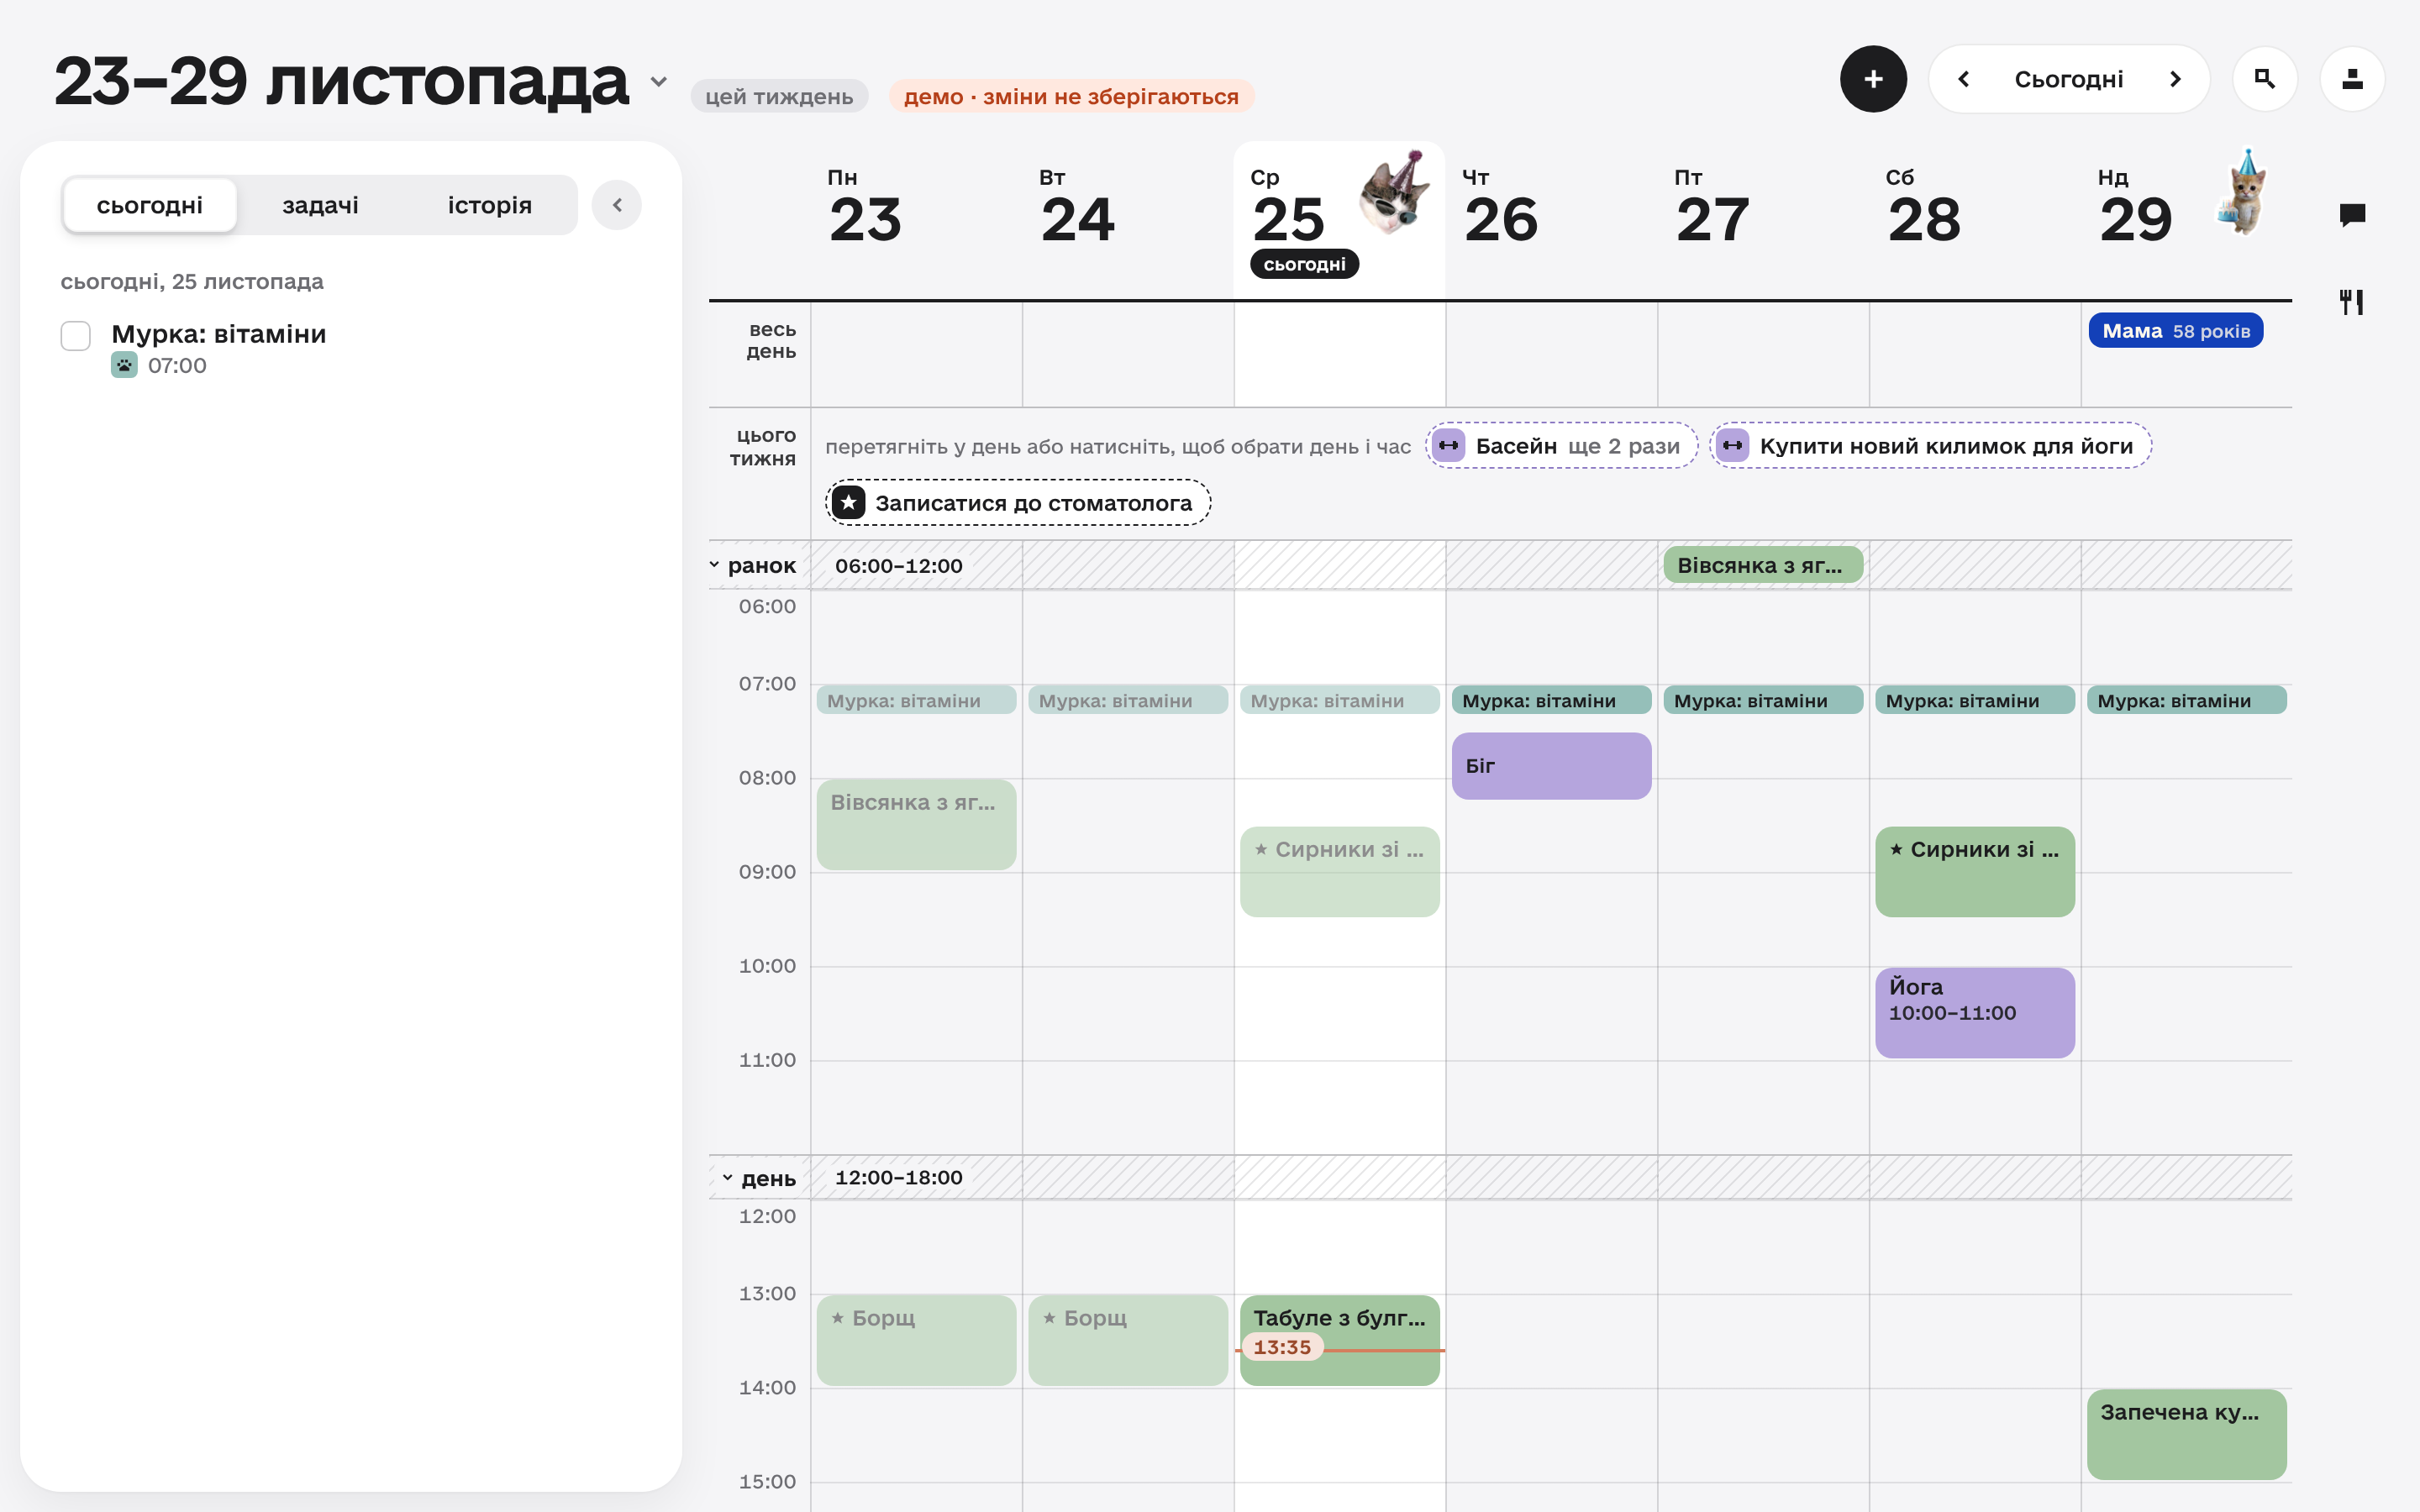 23–29 листопада
цей тиждень
демо · зміни не зберігаються
+
Сьогодні
сьогодні
задачі
історія
сьогодні, 25 листопада
Мурка: вітаміни
07:00
Пн
23
Вт
24
Ср
25
сьогодні
Чт
26
Пт
27
Сб
28
Нд
29
весь
день
Мама 58 років
цього
тижня
перетягніть у день або натисніть, щоб обрати день і час
Басейн ще 2 рази
Купити новий килимок для йоги
Записатися до стоматолога
ранок
06:00–12:00
Вівсянка з яг...
06:00
07:00
Мурка: вітаміни
Мурка: вітаміни
Мурка: вітаміни
Мурка: вітаміни
Мурка: вітаміни
Мурка: вітаміни
Мурка: вітаміни
Біг
08:00
Вівсянка з яг...
Сирники зі ...
Сирники зі ...
09:00
10:00
Йога
10:00–11:00
11:00
день
12:00–18:00
12:00
13:00
Борщ
Борщ
Табуле з булг...
13:35
14:00
Запечена ку...
15:00